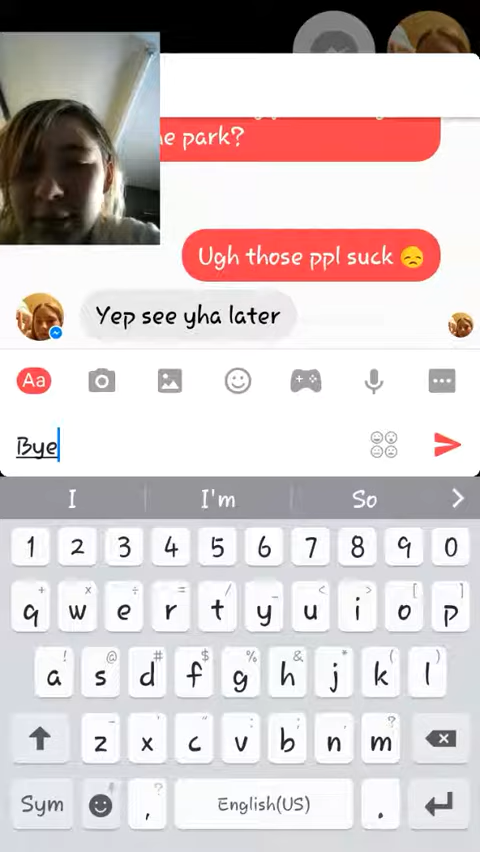 he park?
Ugh those ppl suck 😞
Yep see yha later
Aa
Bye
I I'm So
1 2 3 4 5 6 7 8 9 0
+ × ÷ = / _ < > [ ]
q w e r t y u i o p
! @ # $ % ^ & * ( )
a s d f g h j k l
- ' " : ; , ?
z x c v b n m
Sym , ? English(US) .